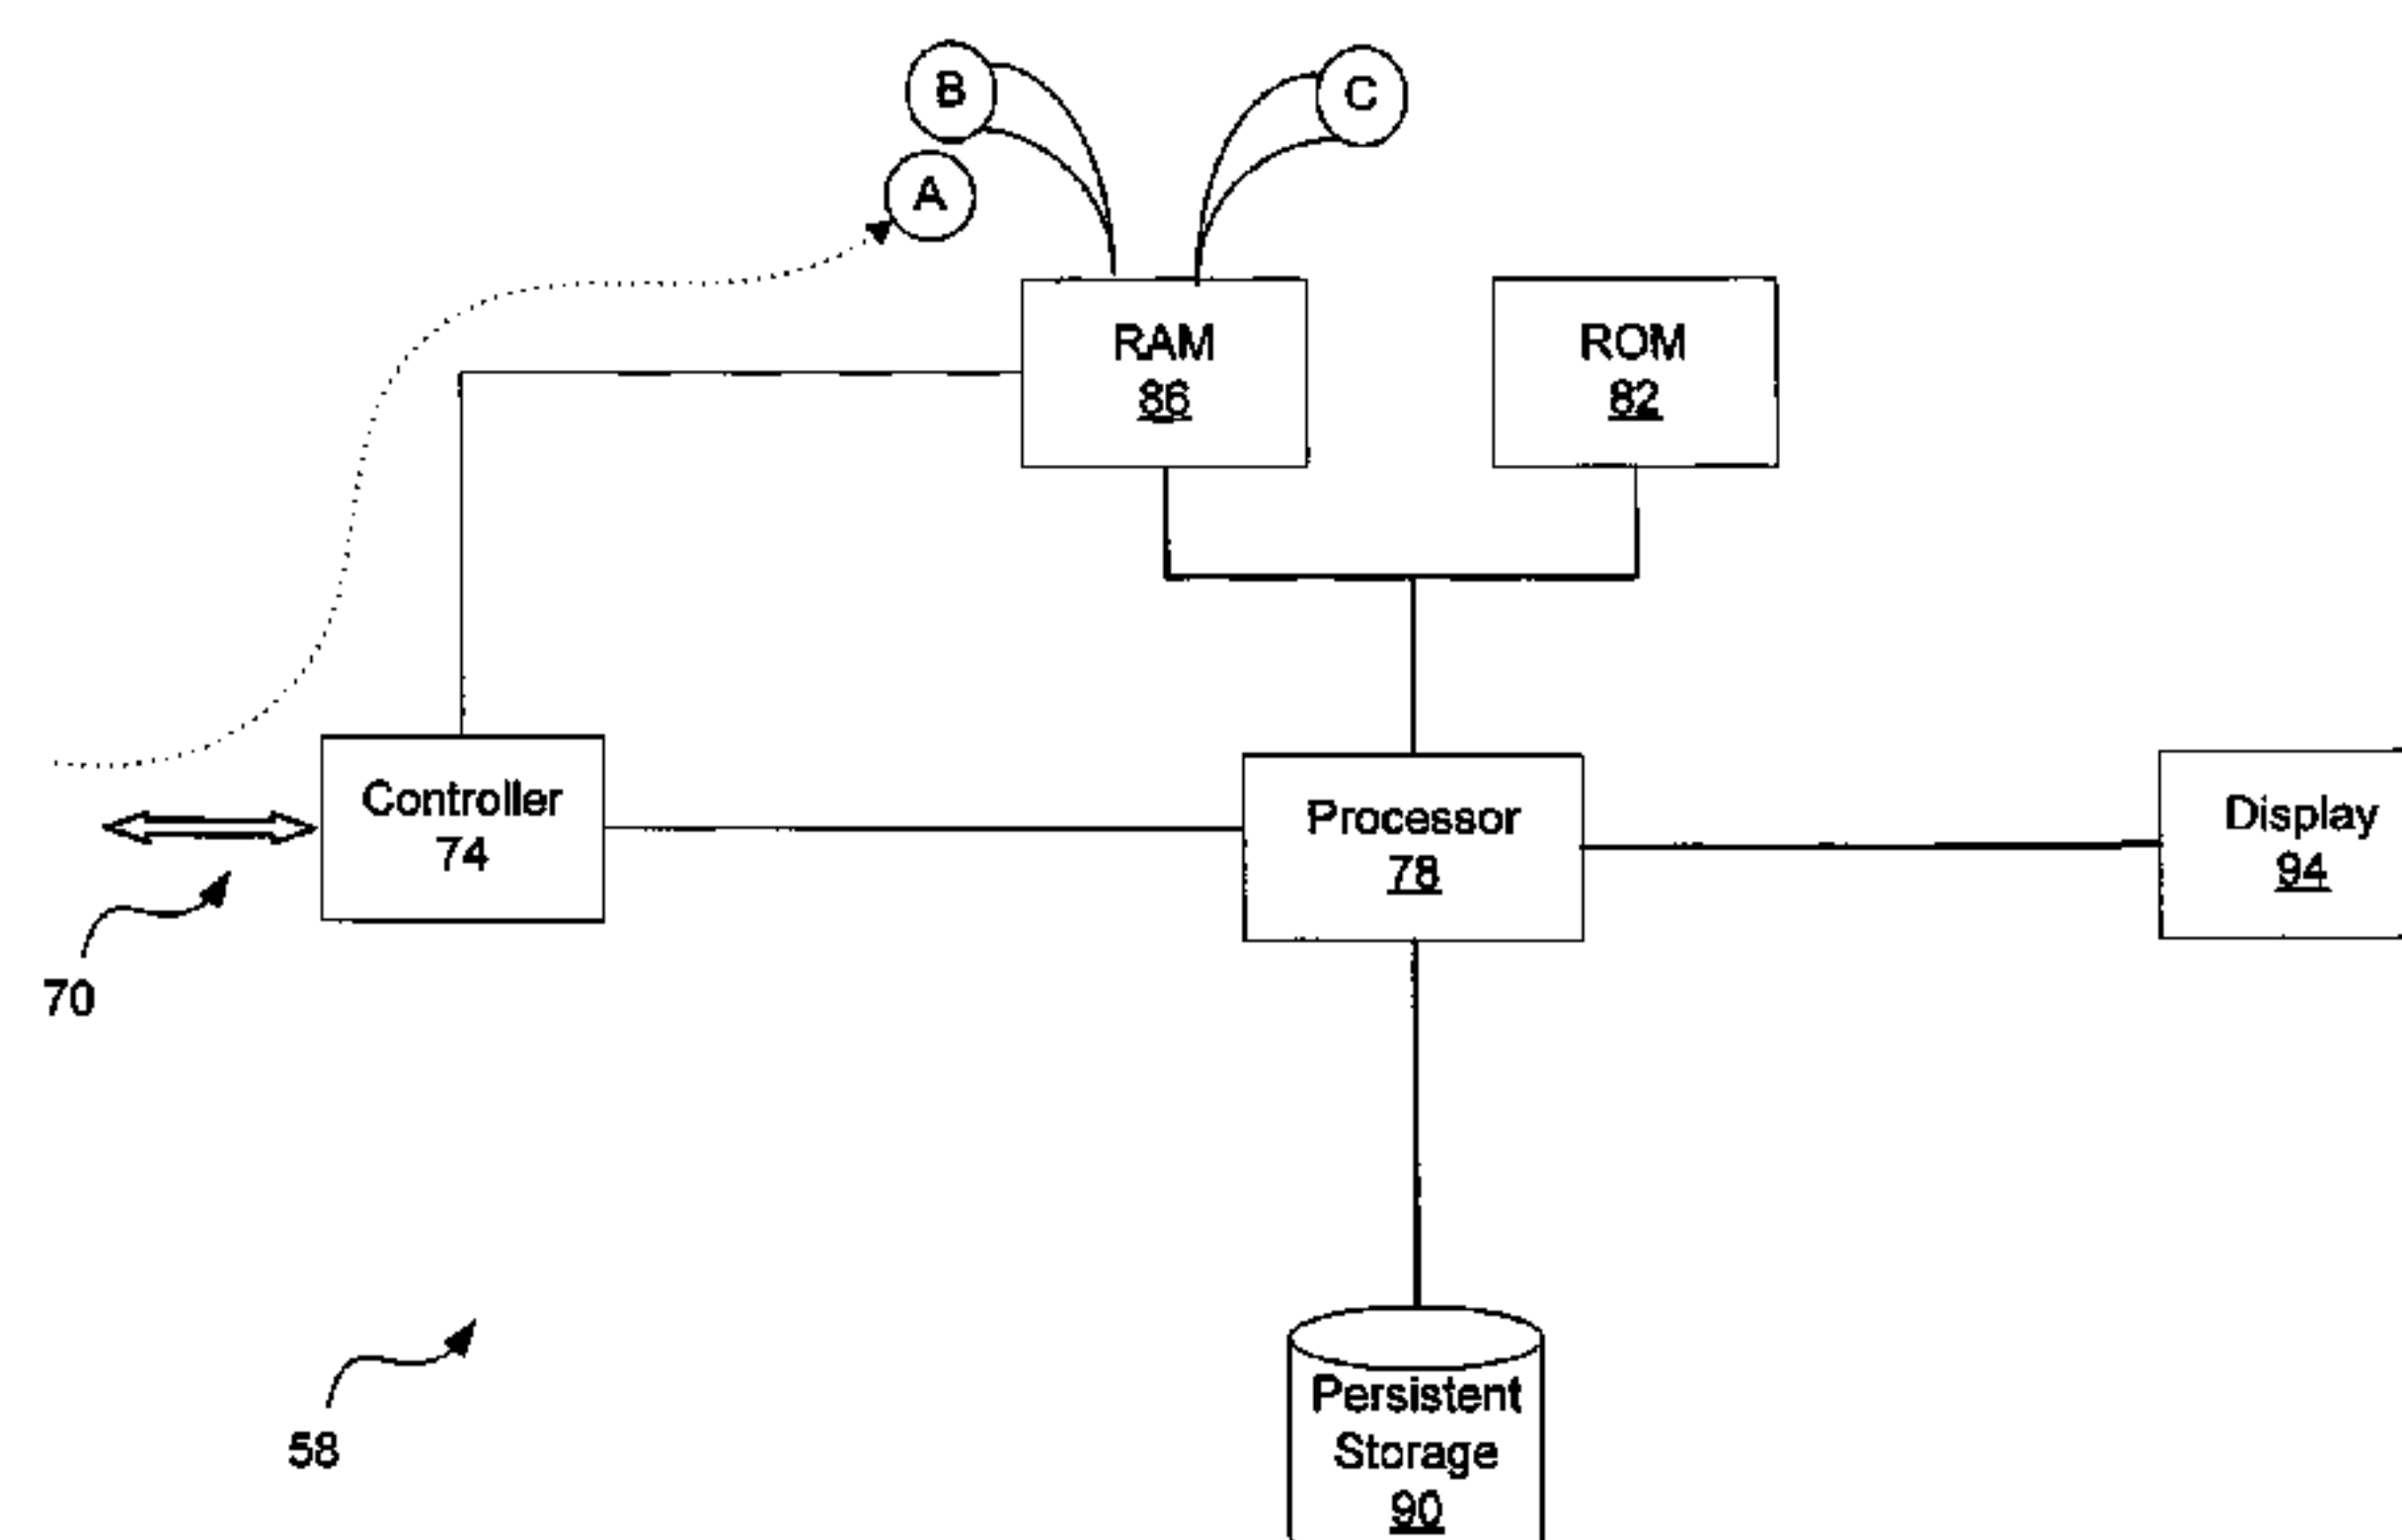 B
C
A
RAM
86
ROM
82
Controller
74
Processor
78
Display
94
70
58
Persistent
Storage
90